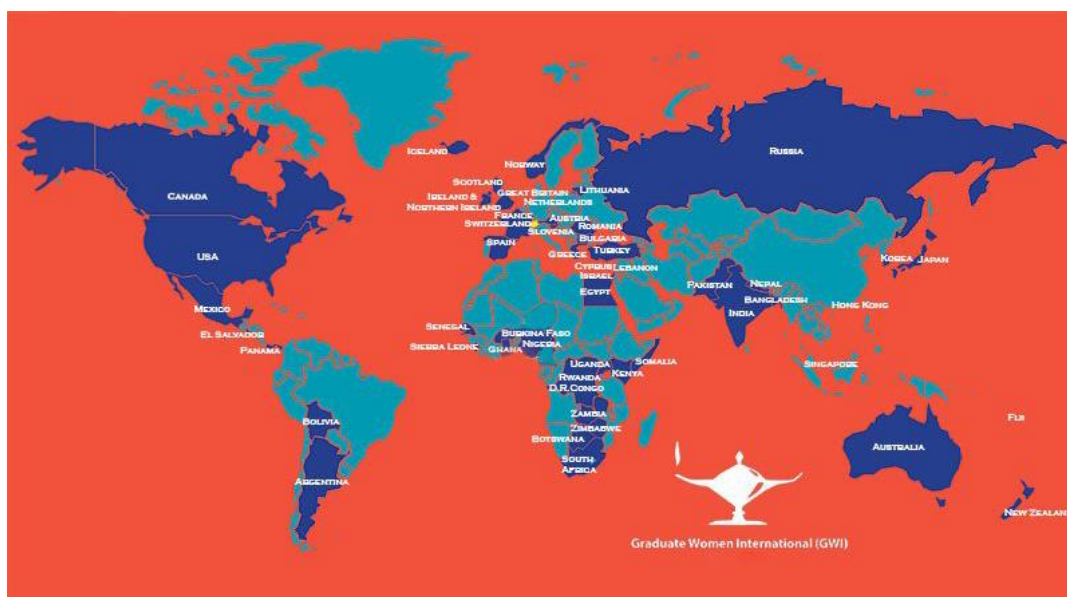 Iceland
Norway
Russia
Scotland
Great Britain
Lithuania
Ireland &
Northern Ireland
Netherlands
Canada
France
Austria
Switzerland
Slovenia
Romania
Bulgaria
Spain
USA
Greece
Turkey
Korea
Japan
Cyprus
Lebanon
Israel
Pakistan
Nepal
Egypt
Bangladesh
Hong Kong
Mexico
India
Senegal
Burkina Faso
El Salvador
Sierra Leone
Ghana
Nigeria
Panama
Somalia
Uganda
Kenya
Singapore
Rwanda
D.R.Congo
Zambia
Fiji
Bolivia
Zimbabwe
Botswana
Australia
South
Africa
Argentina
New Zealan
Graduate Women International (GWI)